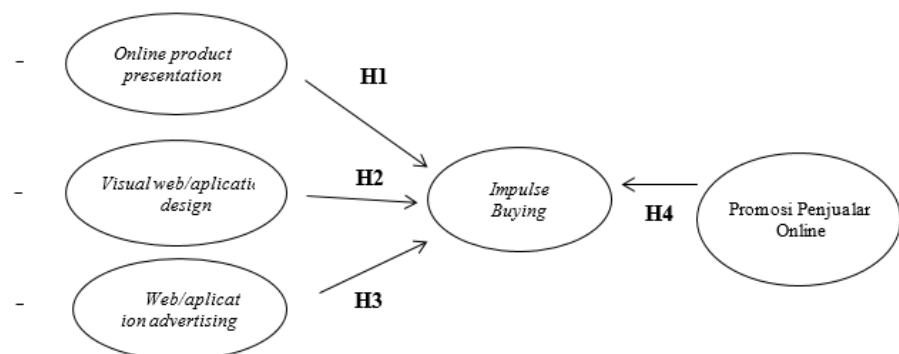 -
Online product
presentation
H1
-
Visual web/aplicatic
design
H2
Impulse
Buying
H4
Promosi Penjualar
Online
-
Web/aplicat
ion advertising
H3